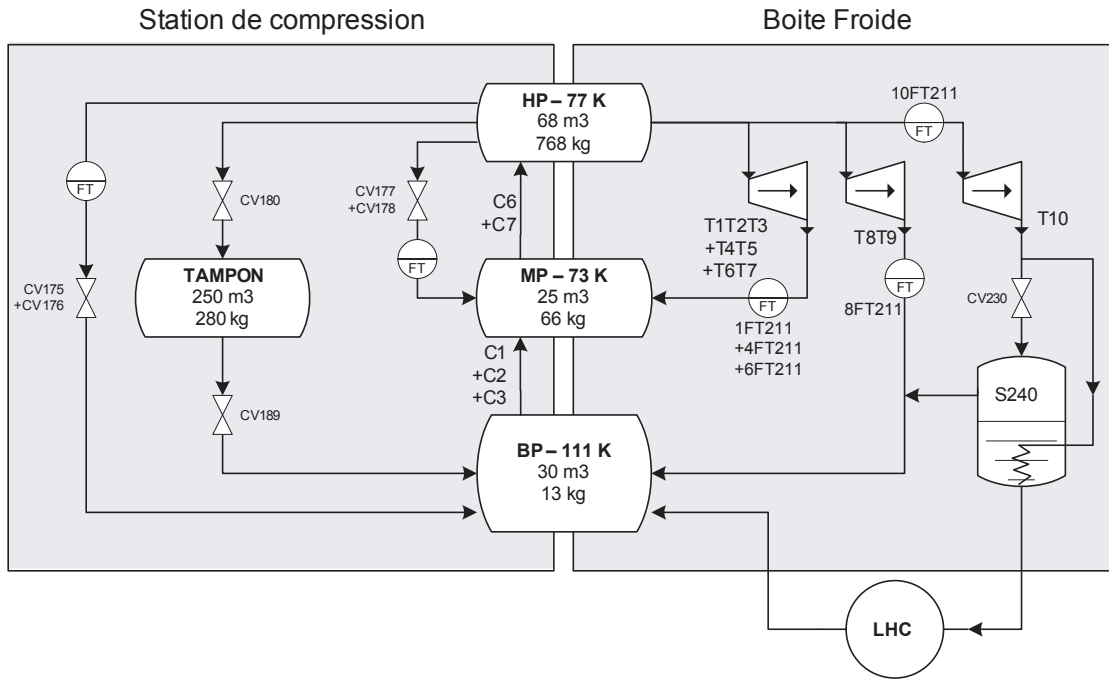 Station de compression
Boite Froide
HP – 77 K
68 m3
768 kg
10FT211
FT
FT
CV180
CV177
+CV178
C6
+C7
T1T2T3
+T4T5
+T6T7
T8T9
T10
FT
FT
TAMPON
250 m3
280 kg
MP – 73 K
25 m3
66 kg
CV175
+CV176
FT
8FT211
CV230
1FT211
+4FT211
+6FT211
C1
+C2
+C3
S240
CV189
BP – 111 K
30 m3
13 kg
LHC